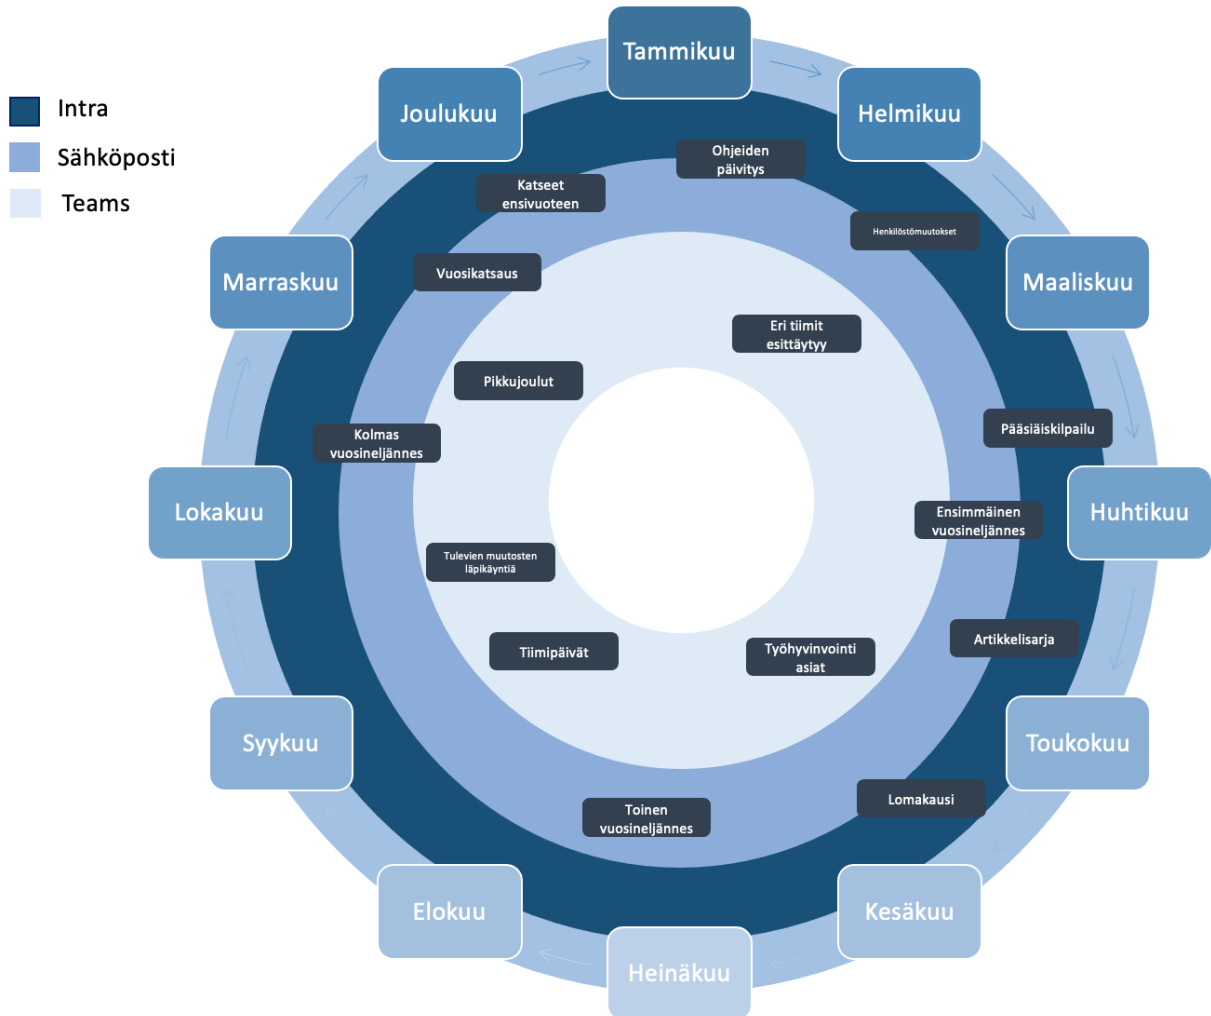 Intra
Sähköposti
Teams
Tammikuu
Helmikuu
Maaliskuu
Huhtikuu
Toukokuu
Kesäkuu
Heinäkuu
Elokuu
Syykuu
Lokakuu
Marraskuu
Joulukuu
Ohjeiden
päivitys
Henkilöstömuutokset
Eri tiimit
esittäytyy
Pääsiäiskilpailu
Ensimmäinen
vuosineljännes
Artikkelisarja
Työhyvinvointi
asiat
Lomakausi
Toinen
vuosineljännes
Tiimipäivät
Tulevien muutosten
läpikäyntiä
Kolmas
vuosineljännes
Pikkujoulut
Vuosikatsaus
Katseet
ensivuoteen